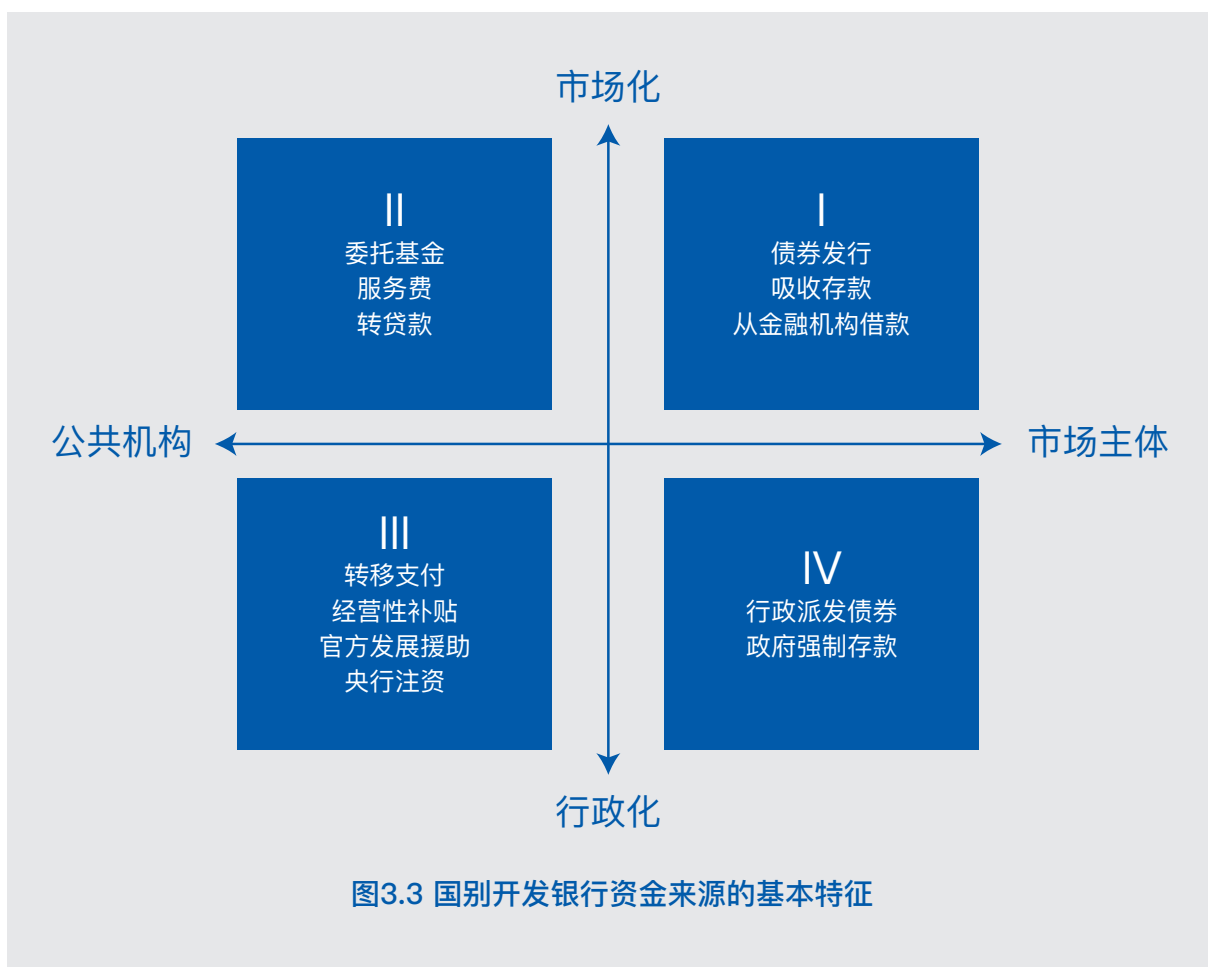 市场化
II
委托基金
服务费
转贷款
I
债券发行
吸收存款
从金融机构借款
公共机构
市场主体
III
转移支付
经营性补贴
官方发展援助
央行注资
IV
行政派发债券
政府强制存款
行政化
图3.3 国别开发银行资金来源的基本特征